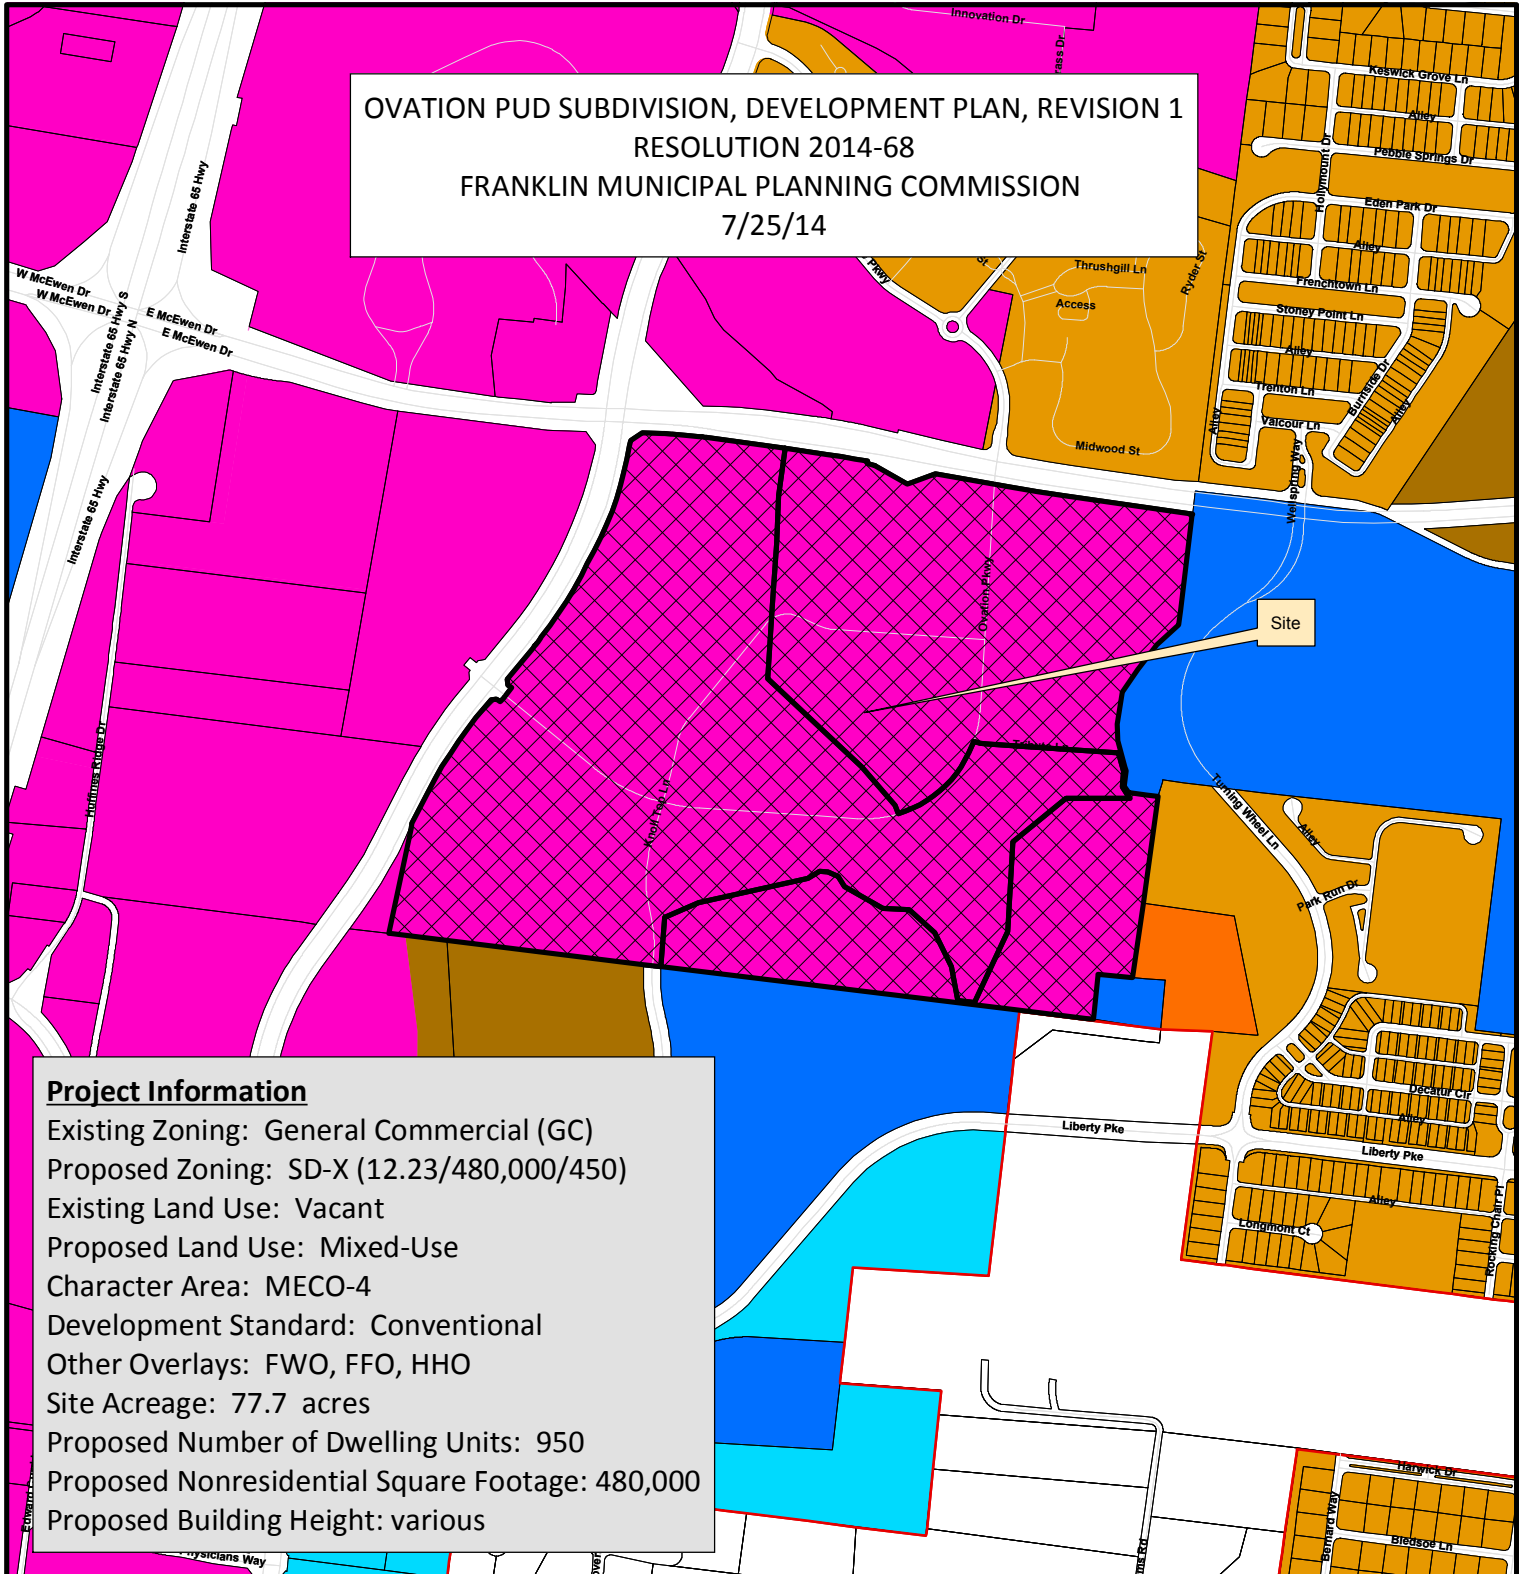 Innovation Dr
Keswick Grove Ln
Alley
Pebble Springs Dr
Hollymount Dr
OVATION PUD SUBDIVISION, DEVELOPMENT PLAN, REVISION 1
RESOLUTION 2014-68
FRANKLIN MUNICIPAL PLANNING COMMISSION
7/25/14
Interstate 65 Hwy
Eden Park Dr
Alley
Thrushgill Ln
Ryder St
Access
Frenchtown Ln
Stoney Point Ln
Alley
Trenton Ln
Burnside Dr
Alley
Valcour Ln
Alley
Midwood St
Wellspring Way
W McEwen Dr
W McEwen Dr
E McEwen Dr
E McEwen Dr
Interstate 65 Hwy S
Interstate 65 Hwy N
Interstate 65 Hwy
Ovation Pkwy
Site
Huffines Ridge Dr
Knoll Top Ln
Turning Wheel Ln
Alley
Park Run Dr
Decatur Cir
Alley
Liberty Pke
Liberty Pke
Alley
Longmont Ct
Rocking Chair Pl
Project Information
Existing Zoning: General Commercial (GC)
Proposed Zoning: SD-X (12.23/480,000/450)
Existing Land Use: Vacant
Proposed Land Use: Mixed-Use
Character Area: MECO-4
Development Standard: Conventional
Other Overlays: FWO, FFO, HHO
Site Acreage: 77.7 acres
Proposed Number of Dwelling Units: 950
Proposed Nonresidential Square Footage: 480,000
Proposed Building Height: various
Harwick Dr
Bernard Way
Bledsoe Ln
Physicians Way